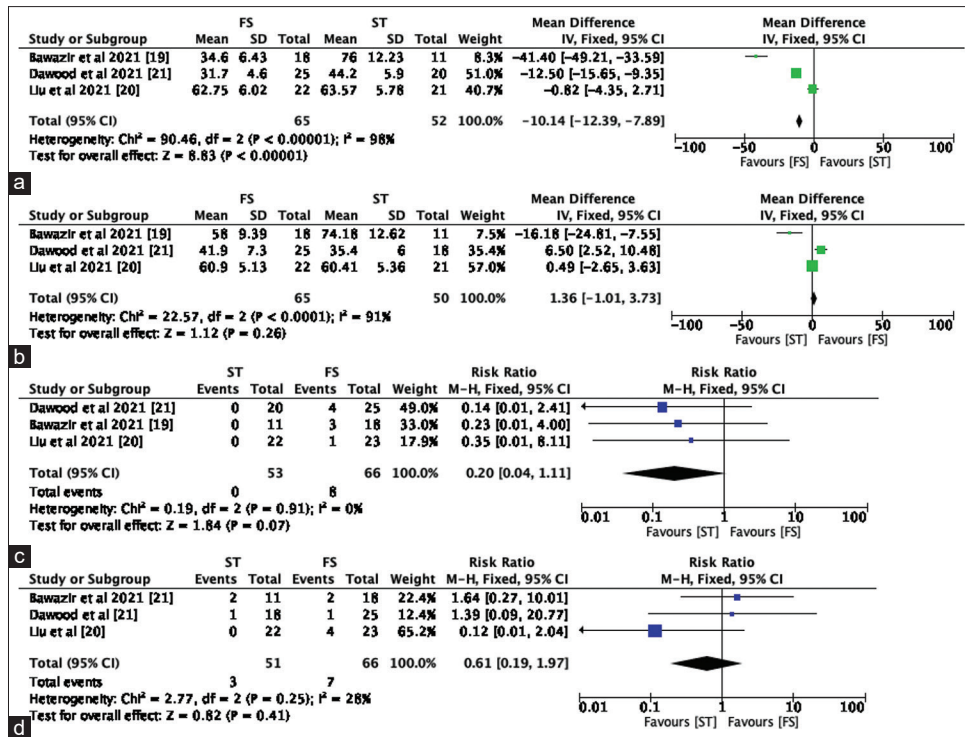 FS ST Mean Difference Mean Difference
Study or Subgroup Mean SD Total Mean SD Total Weight IV, Fixed, 95% CI IV, Fixed, 95% CI
Bawazir et al 2021 [19] 34.6 6.43 18 76 12.23 11 8.3% -41.40 [-49.21, -33.59]
Dawood et al 2021 [21] 31.7 4.6 25 44.2 5.9 20 51.0% -12.50 [-15.65, -9.35]
Liu et al 2021 [20] 62.75 6.02 22 63.57 5.78 21 40.7% -0.82 [-4.35, 2.71]
Total (95% CI) 65 52 100.0% -10.14 [-12.39, -7.89]
Heterogeneity: Chi² = 90.46, df = 2 (P < 0.00001); I² = 98%
Test for overall effect: Z = 8.83 (P < 0.00001)
-100 -50 0 50 100
Favours [FS] Favours [ST]
a
FS ST Mean Difference Mean Difference
Study or Subgroup Mean SD Total Mean SD Total Weight IV, Fixed, 95% CI IV, Fixed, 95% CI
Bawazir et al 2021 [19] 58 9.39 18 74.18 12.62 11 7.5% -16.18 [-24.81, -7.55]
Dawood et al 2021 [21] 41.9 7.3 25 35.4 6 18 35.4% 6.50 [2.52, 10.48]
Liu et al 2021 [20] 60.9 5.13 22 60.41 5.36 21 57.0% 0.49 [-2.65, 3.63]
Total (95% CI) 65 50 100.0% 1.36 [-1.01, 3.73]
Heterogeneity: Chi² = 22.57, df = 2 (P < 0.0001); I² = 91%
Test for overall effect: Z = 1.12 (P = 0.26)
-100 -50 0 50 100
Favours [ST] Favours [FS]
b
ST FS Risk Ratio Risk Ratio
Study or Subgroup Events Total Events Total Weight M-H, Fixed, 95% CI M-H, Fixed, 95% CI
Dawood et al 2021 [21] 0 20 4 25 49.0% 0.14 [0.01, 2.41]
Bawazir et al 2021 [19] 0 11 3 18 33.0% 0.23 [0.01, 4.00]
Liu et al 2021 [20] 0 22 1 23 17.9% 0.35 [0.01, 8.11]
Total (95% CI) 53 66 100.0% 0.20 [0.04, 1.11]
Total events 0 8
Heterogeneity: Chi² = 0.19, df = 2 (P = 0.91); I² = 0%
Test for overall effect: Z = 1.84 (P = 0.07)
0.01 0.1 1 10 100
Favours [ST] Favours [FS]
c
ST FS Risk Ratio Risk Ratio
Study or Subgroup Events Total Events Total Weight M-H, Fixed, 95% CI M-H, Fixed, 95% CI
Bawazir et al 2021 [21] 2 11 2 18 22.4% 1.64 [0.27, 10.01]
Dawood et al [21] 1 18 1 25 12.4% 1.39 [0.09, 20.77]
Liu et al [20] 0 22 4 23 65.2% 0.12 [0.01, 2.04]
Total (95% CI) 51 66 100.0% 0.61 [0.19, 1.97]
Total events 3 7
Heterogeneity: Chi² = 2.77, df = 2 (P = 0.25); I² = 28%
Test for overall effect: Z = 0.82 (P = 0.41)
0.01 0.1 1 10 100
Favours [ST] Favours [FS]
d